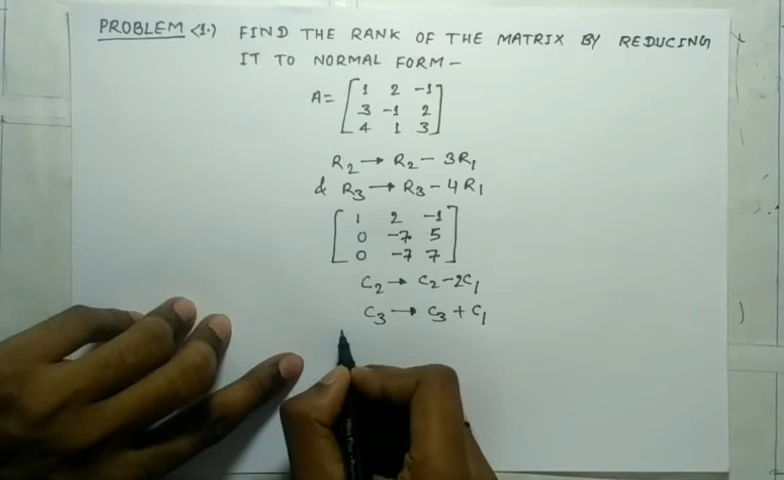 PROBLEM <1.) FIND THE RANK OF THE MATRIX BY REDUCING
IT TO NORMAL FORM -
A= [1 2 -1
3 -1 2
4 1 3]
R2 → R2 - 3R1
& R3 → R3 - 4R1
[1 2 -1
0 -7 5
0 -7 7]
C2 → C2 - 2C1
C3 → C3 + C1